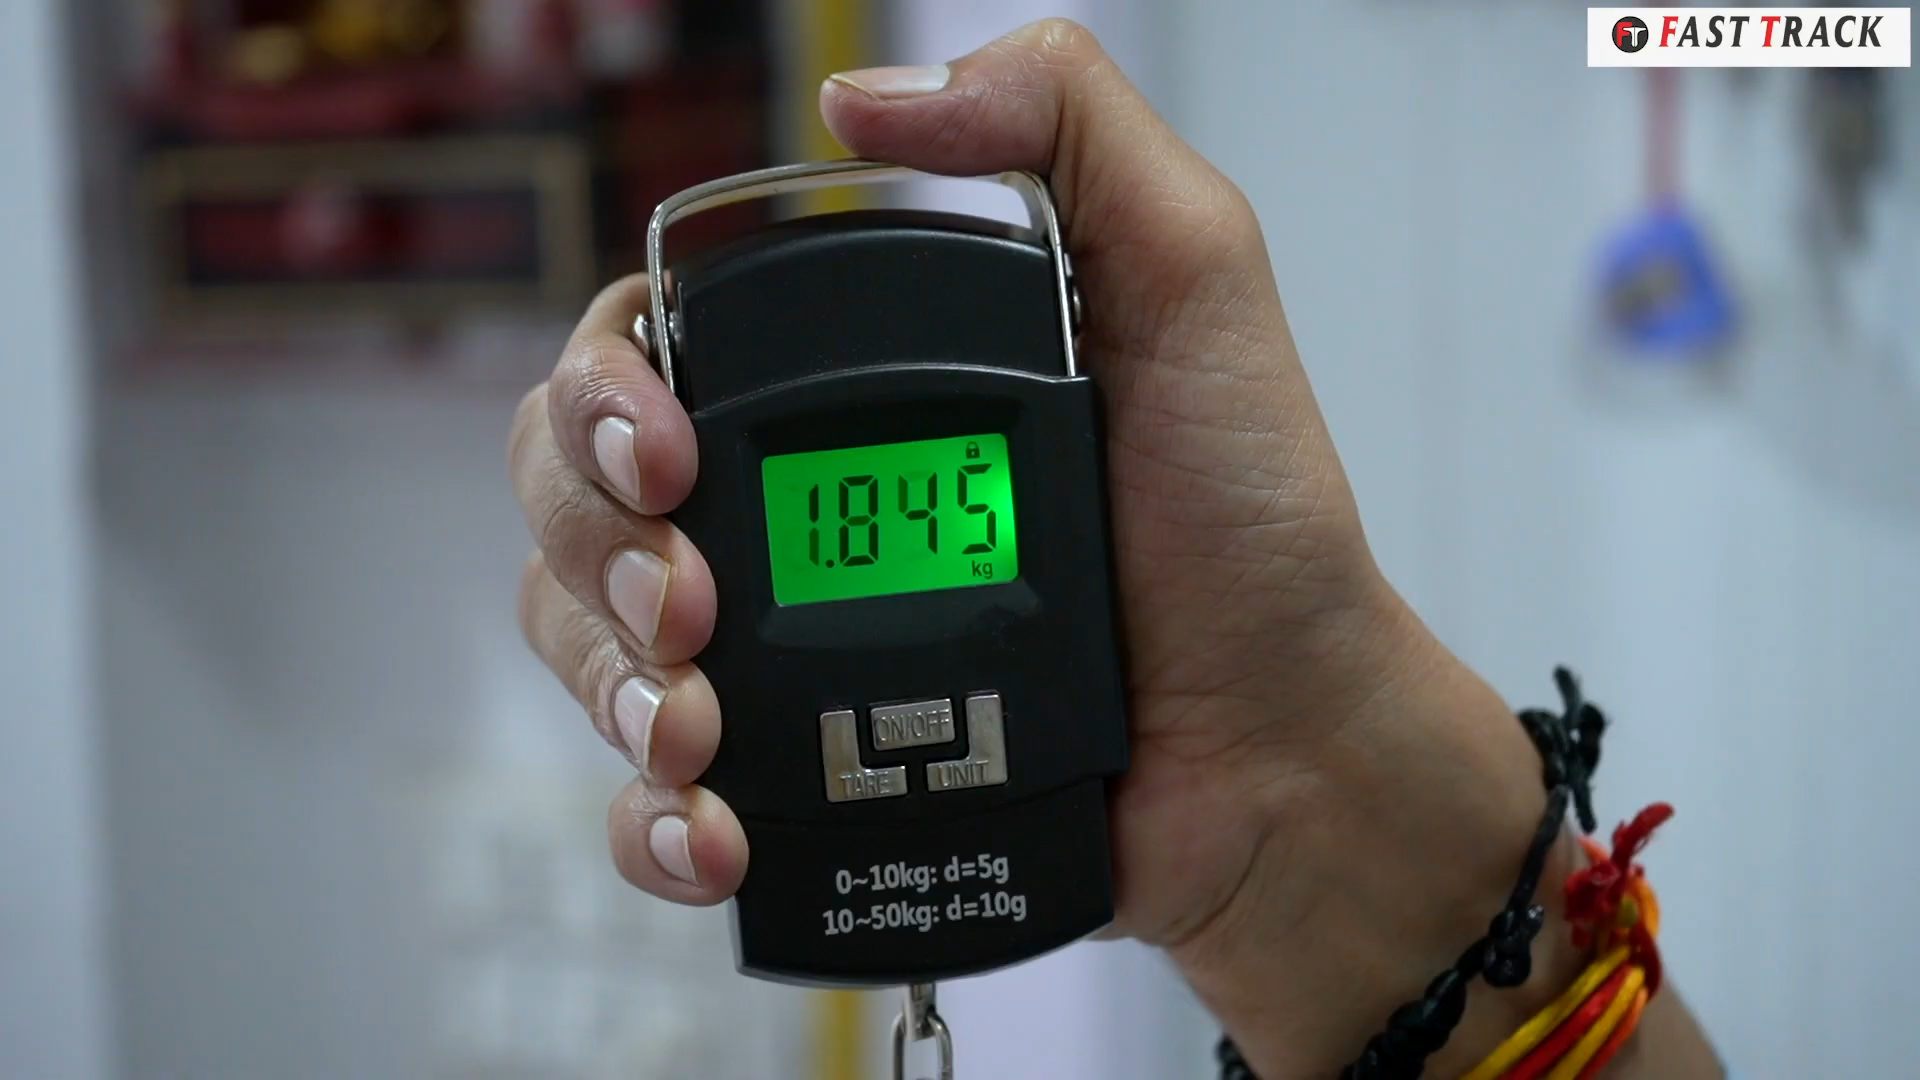 FAST TRACK
1.845
kg
ON/OFF
TARE UNIT
0~10kg: d=5g
10~50kg: d=10g